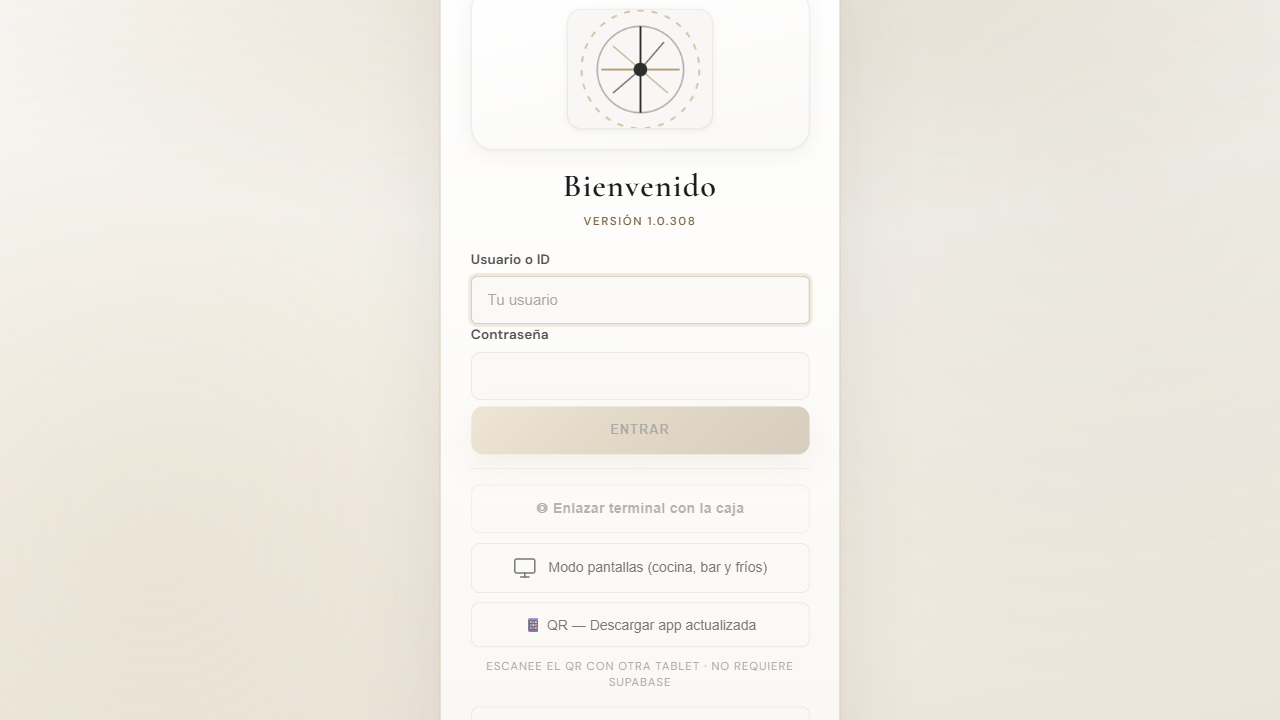 Bienvenido
VERSIÓN 1.0.308
Usuario o ID
Tu usuario
Contraseña
ENTRAR
Enlazar terminal con la caja
Modo pantallas (cocina, bar y fríos)
QR — Descargar app actualizada
ESCANEE EL QR CON OTRA TABLET · NO REQUIERE
SUPABASE